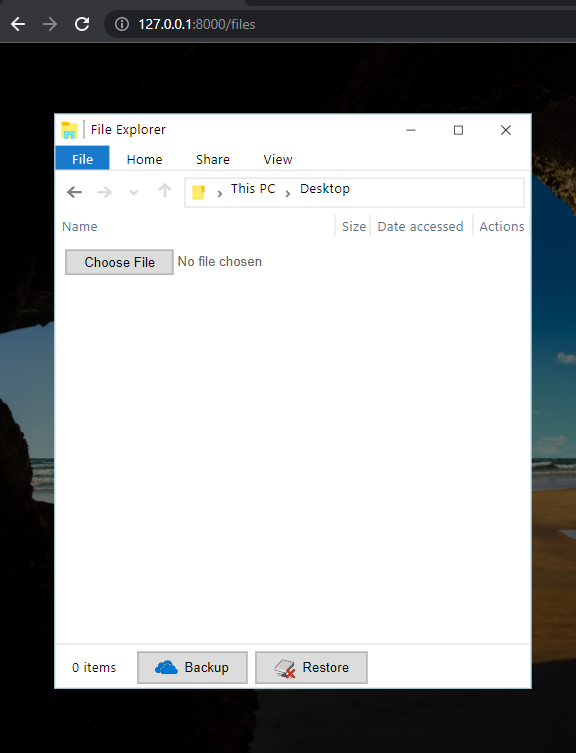 127.0.0.1:8000/files
File Explorer
File Home Share View
This PC Desktop
Name Size Date accessed Actions
Choose File No file chosen
0 items Backup Restore